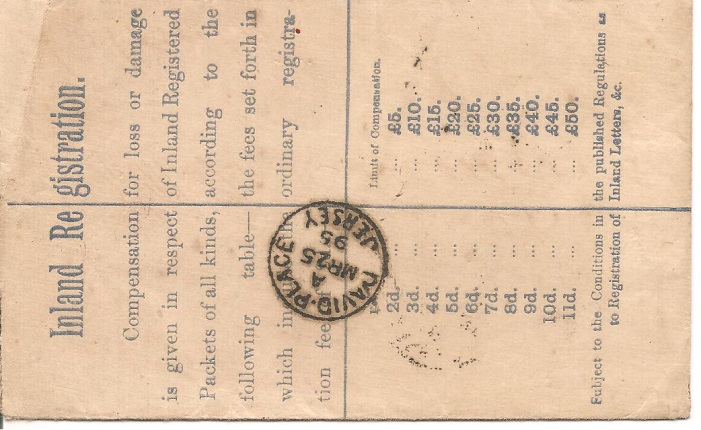 Inland Registration.
Compensation for loss or damage
is given in respect of Inland Registered
Packets of all kinds, according to the
following table— the fees set forth in
which in the ordinary registra-
tion fee
Limit of Compensation.
2d. ... ... £5.
3d. ... ... £10.
4d. ... ... £15.
5d. ... ... £20.
6d. ... ... £25.
7d. ... ... £30.
8d. ... ... £35.
9d. ... ... £40.
10d. ... ... £45.
11d. ... ... £50.
Subject to the Conditions in the published Regulations as
to Registration of Inland Letters, &c.
DAVID·PLACE
A
MR 25
95
JERSEY